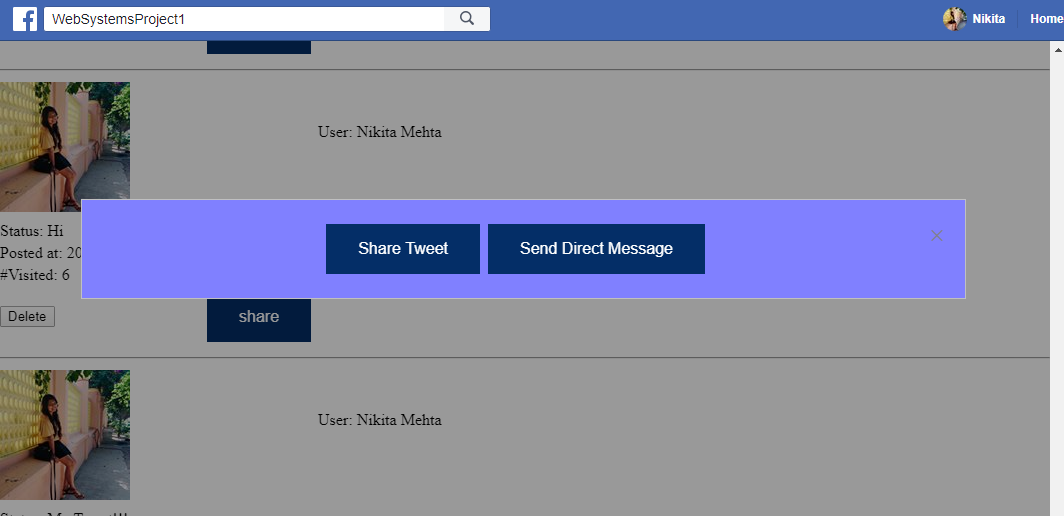 WebSystemsProject1
Nikita
Home
User: Nikita Mehta
Status: Hi
Posted at: 20
#Visited: 6
Share Tweet
Send Direct Message
×
Delete
share
User: Nikita Mehta